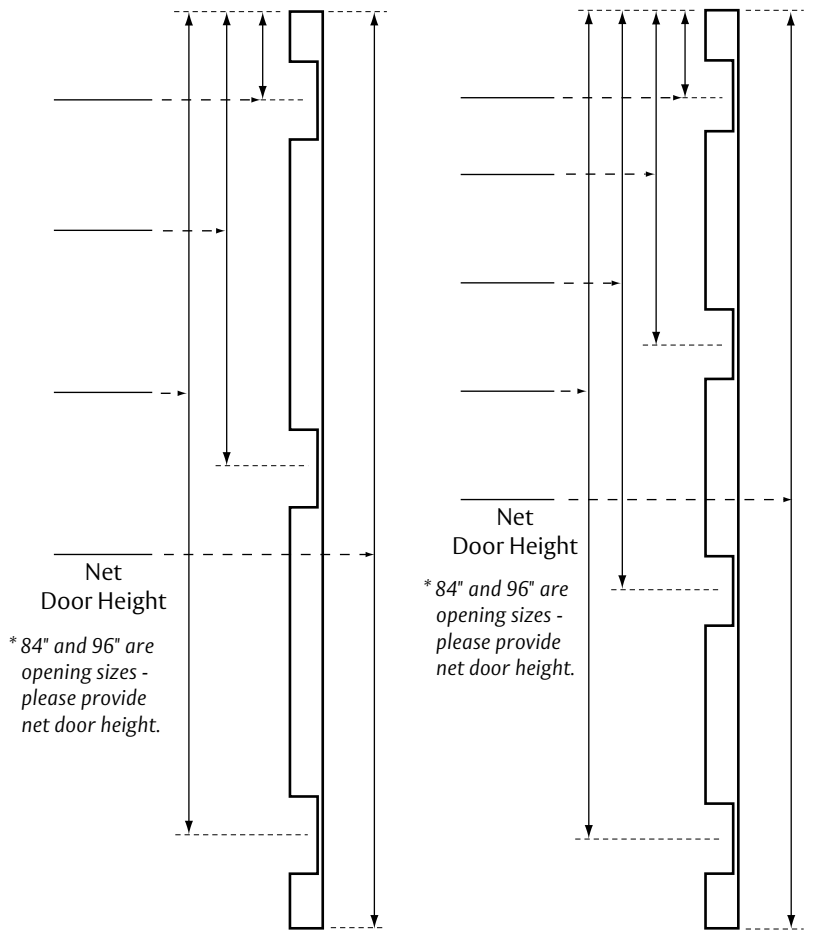 Net
Door Height
* 84" and 96" are
opening sizes -
please provide
net door height.
Net
Door Height
* 84" and 96" are
opening sizes -
please provide
net door height.